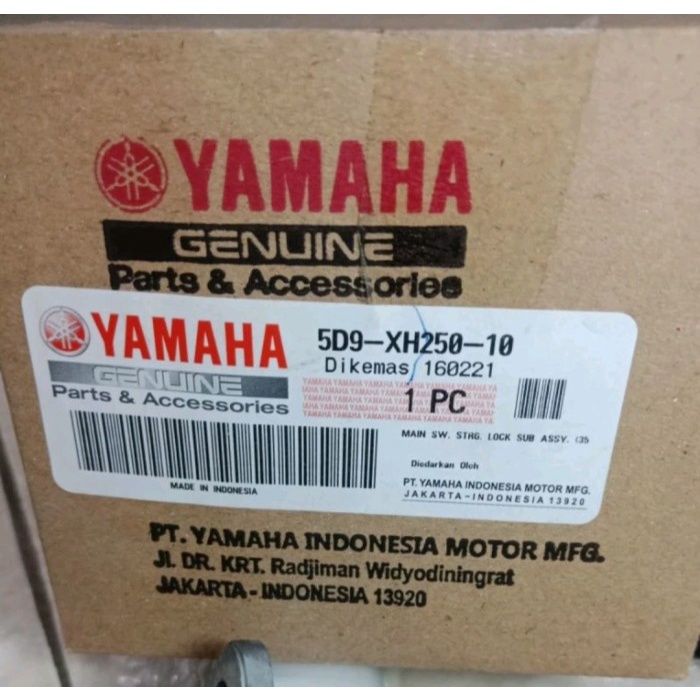 YAMAHA
GENUINE
Parts & Accessories
YAMAHA
GENUINE
Parts & Accessories
MADE IN INDONESIA
5D9-XH250-10
Dikemas 160221
1 PC
MAIN SW. STRG. LOCK SUB ASSY. (35
Diedarkan Oleh
PT. YAMAHA INDONESIA MOTOR MFG.
JAKARTA-INDONESIA 13920
PT. YAMAHA INDONESIA MOTOR MFG.
JL. DR. KRT. Radjiman Widyodiningrat
JAKARTA - INDONESIA 13920